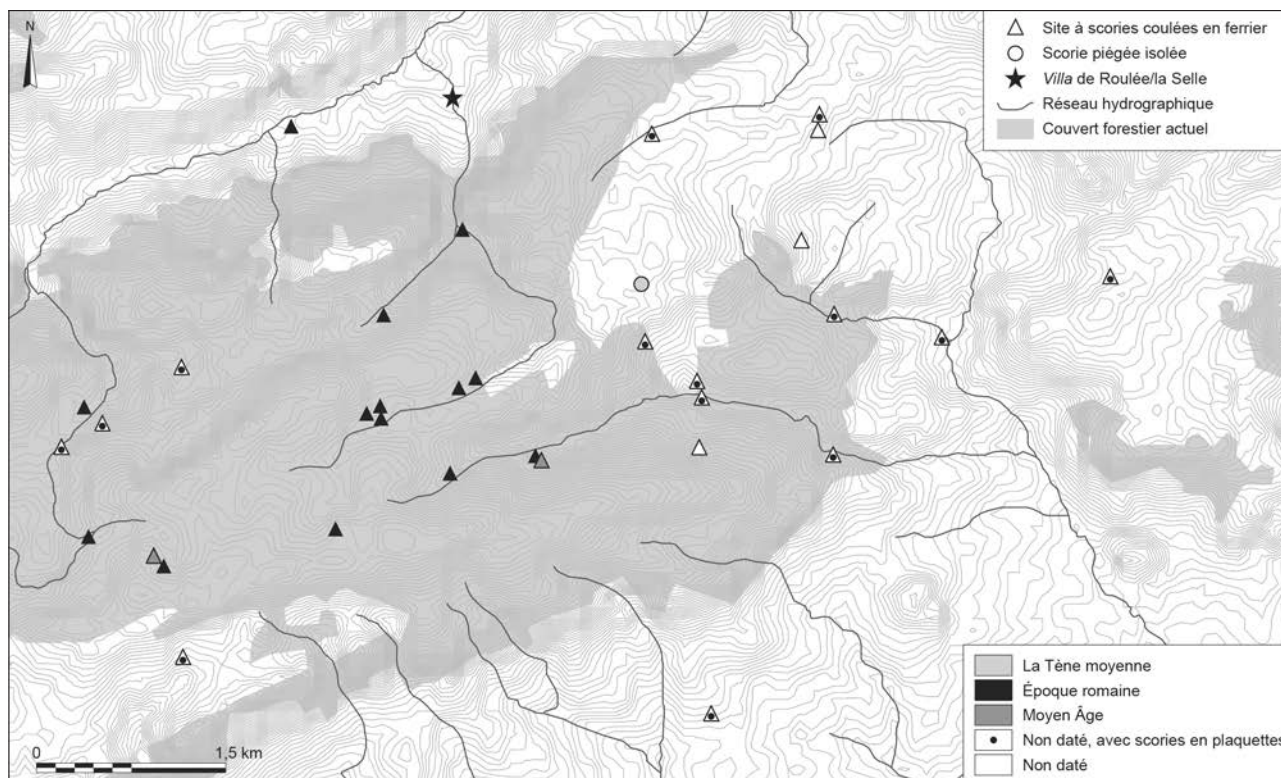 N
Site à scories coulées en ferrier
Scorie piégée isolée
Villa de Roulée/la Selle
Réseau hydrographique
Couvert forestier actuel
La Tène moyenne
Époque romaine
Moyen Âge
Non daté, avec scories en plaquettes
Non daté
0 1,5 km